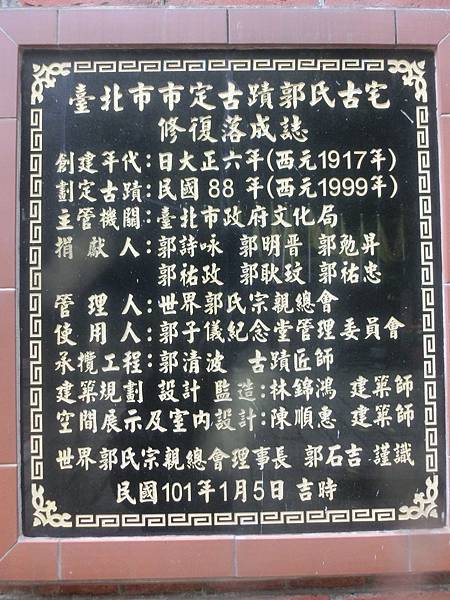 臺北市市定古蹟郭氏古宅
修復落成誌
創建年代:日大正六年(西元1917年)
劃定古蹟:民國88年(西元1999年)
主管機關:臺北市政府文化局
捐獻人:郭詩咏 郭明晋 郭勉昇
郭祐政 郭耿玟 郭祐忠
管理人:世界郭氏宗親總會
使用人:郭子儀紀念堂管理委員會
承攬工程:郭清波 古蹟匠師
建築規劃 設計 監造:林錦鴻 建築師
空間展示及室內設計:陳順惠 建築師
世界郭氏宗親總會理事長 郭石吉 謹識
民國101年1月5日 吉時